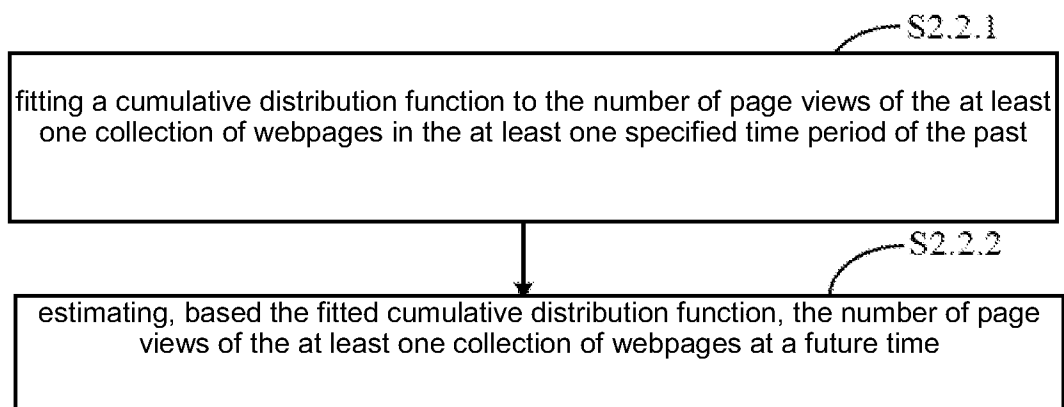 S2.2.1
fitting a cumulative distribution function to the number of page views of the at least
one collection of webpages in the at least one specified time period of the past
S2.2.2
estimating, based the fitted cumulative distribution function, the number of page
views of the at least one collection of webpages at a future time